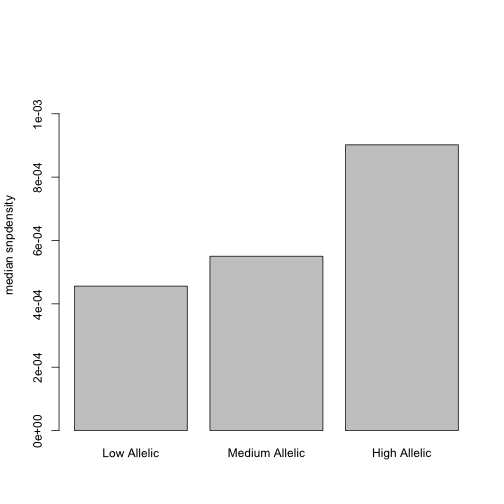 median snpdensity
1e-03
8e-04
6e-04
4e-04
2e-04
0e+00
Low Allelic
Medium Allelic
High Allelic